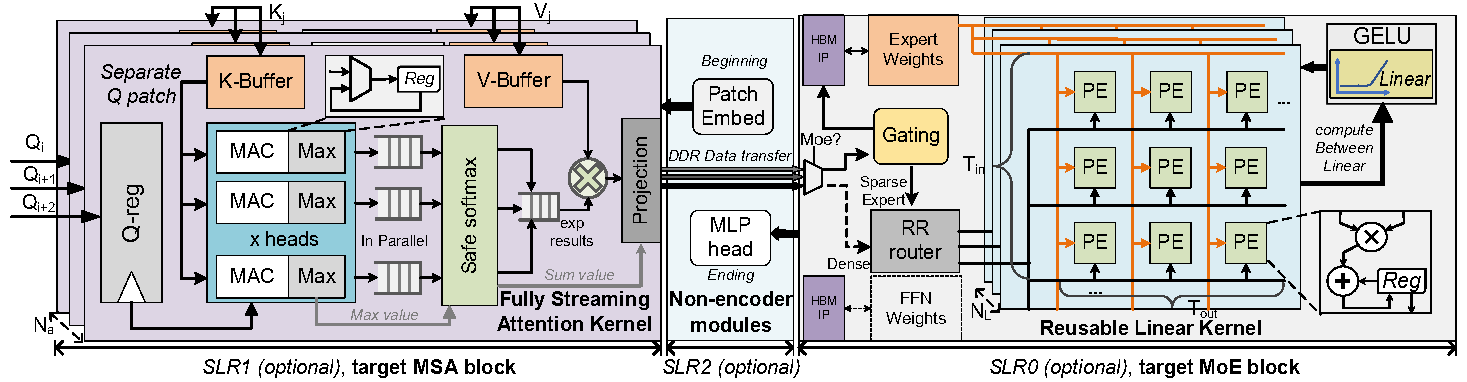 K_j
V_j
Separate
Q patch
K-Buffer
Reg
V-Buffer
Q_i
Q_{i+1}
Q_{i+2}
Q-reg
MAC
Max
MAC
Max
x heads
MAC
Max
In Parallel
Safe softmax
exp
results
Projection
Sum value
Max value
Fully Streaming
Attention Kernel
N_a
SLR1 (optional), target MSA block
Beginning
Patch
Embed
DDR Data transfer
MLP
head
Ending
Non-encoder
modules
SLR2 (optional)
HBM
IP
Expert
Weights
Moe?
Gating
Sparse
Expert
RR
router
Dense
HBM
IP
FFN
Weights
T_in
PE
PE
PE
...
PE
PE
PE
PE
PE
PE
...
T_out
N_L
Reusable Linear Kernel
GELU
Linear
compute
Between
Linear
Reg
SLR0 (optional), target MoE block